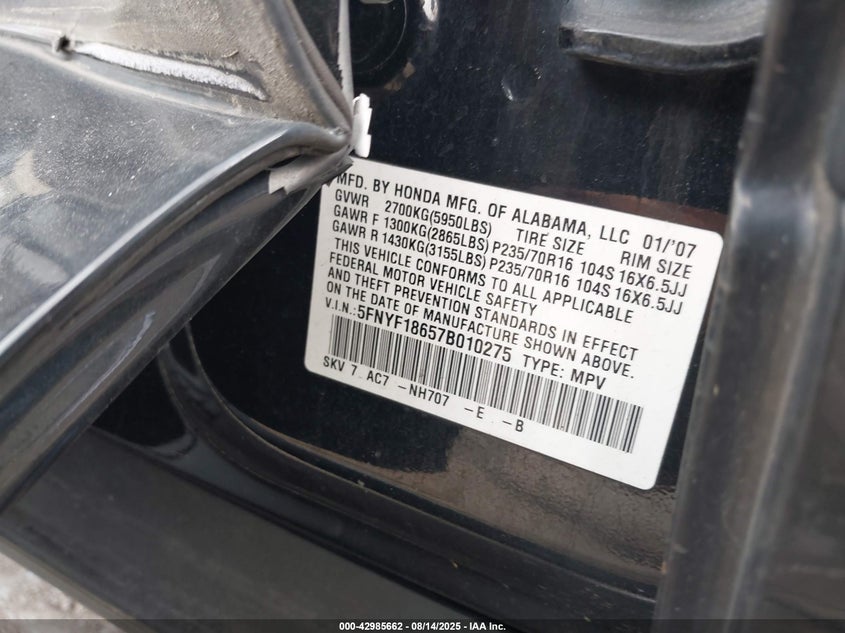 MFD. BY HONDA MFG. OF ALABAMA, LLC 01/'07
GVWR 2700KG(5950LBS) TIRE SIZE RIM SIZE
GAWR F 1300KG(2865LBS) P235/70R16 104S 16X6.5JJ
GAWR R 1430KG(3155LBS) P235/70R16 104S 16X6.5JJ
THIS VEHICLE CONFORMS TO ALL APPLICABLE
FEDERAL MOTOR VEHICLE SAFETY
AND THEFT PREVENTION STANDARDS IN EFFECT
ON THE DATE OF MANUFACTURE SHOWN ABOVE.
V.I.N.:5FNYF18657B010275 TYPE: MPV
SKV 7 AC7 -NH707 -E -B
000-42985662 - 08/14/2025 - IAA Inc.